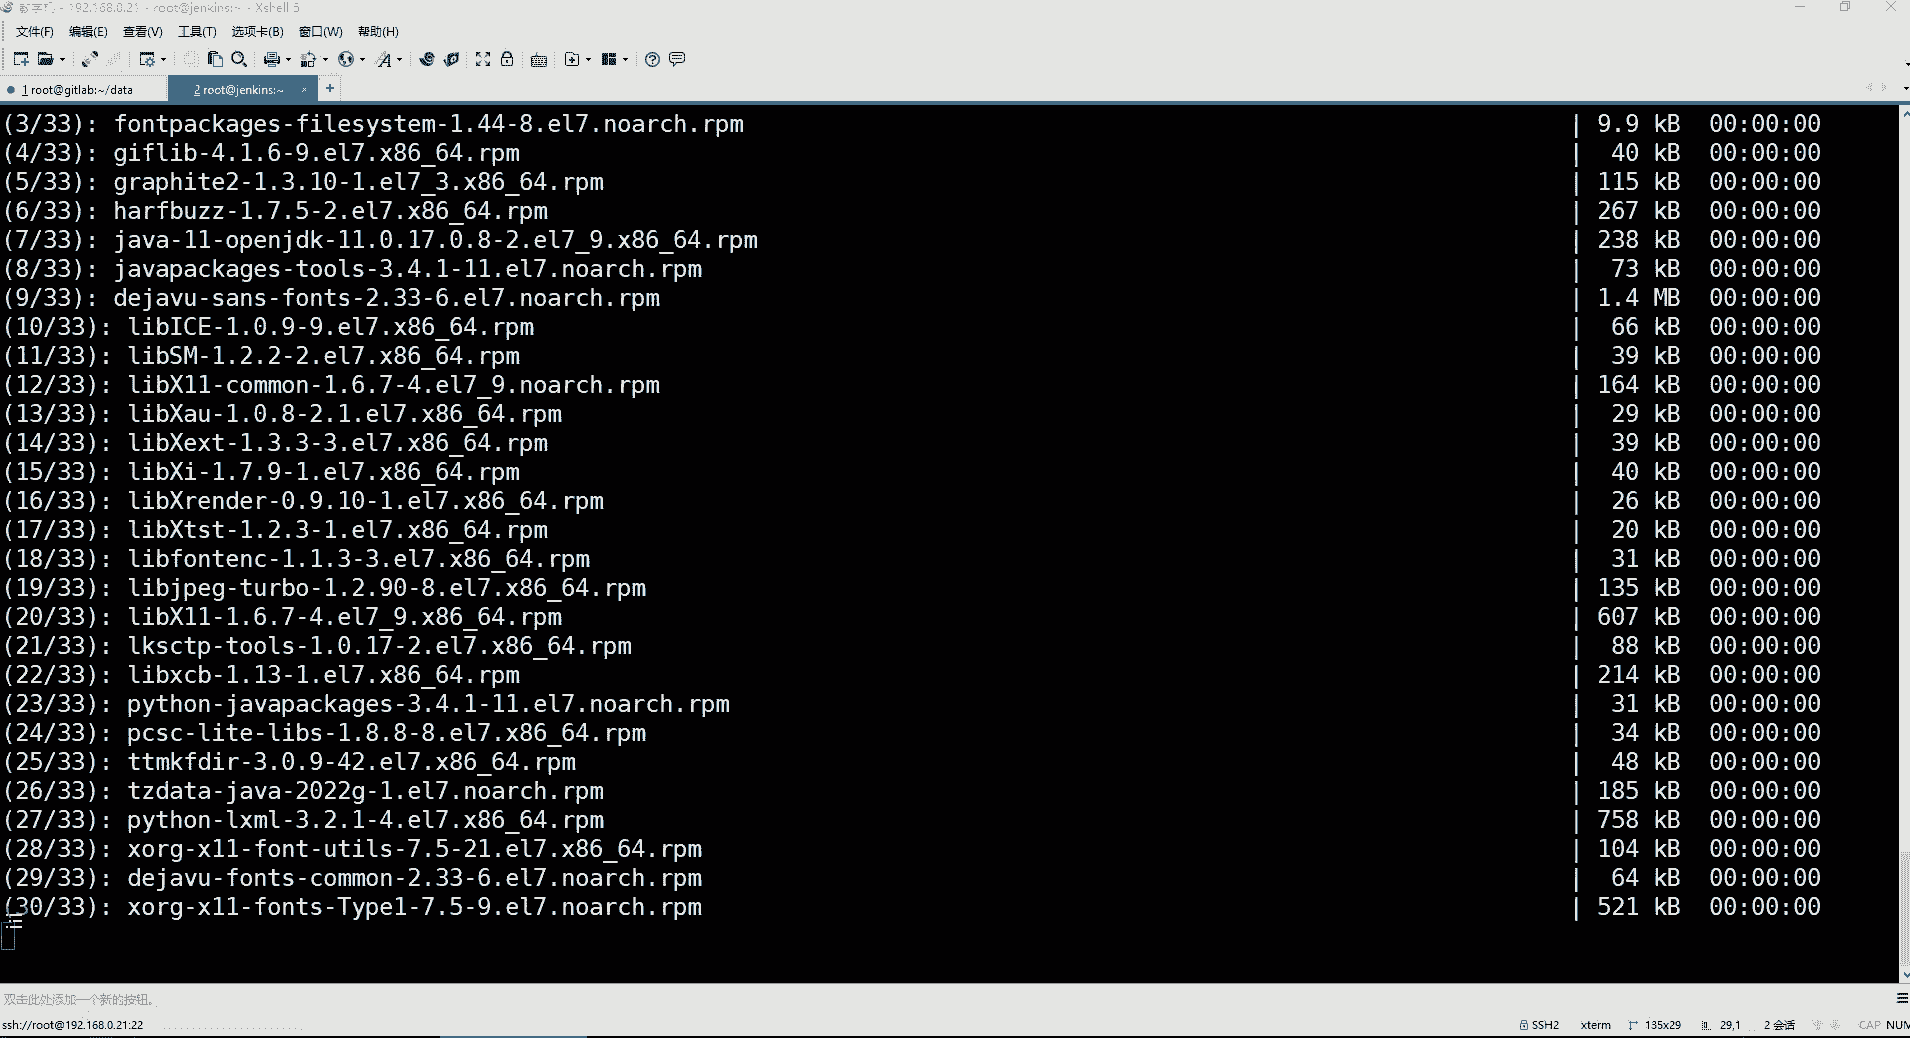 192.168.0.21 - root@jenkins:~ - Xshell 6
文件(F) 编辑(E) 查看(V) 工具(T) 选项卡(B) 窗口(W) 帮助(H)
1 root@gitlab:~/data 2 root@jenkins:~ × +
(3/33): fontpackages-filesystem-1.44-8.el7.noarch.rpm | 9.9 kB 00:00:00
(4/33): giflib-4.1.6-9.el7.x86_64.rpm | 40 kB 00:00:00
(5/33): graphite2-1.3.10-1.el7_3.x86_64.rpm | 115 kB 00:00:00
(6/33): harfbuzz-1.7.5-2.el7.x86_64.rpm | 267 kB 00:00:00
(7/33): java-11-openjdk-11.0.17.0.8-2.el7_9.x86_64.rpm | 238 kB 00:00:00
(8/33): javapackages-tools-3.4.1-11.el7.noarch.rpm | 73 kB 00:00:00
(9/33): dejavu-sans-fonts-2.33-6.el7.noarch.rpm | 1.4 MB 00:00:00
(10/33): libICE-1.0.9-9.el7.x86_64.rpm | 66 kB 00:00:00
(11/33): libSM-1.2.2-2.el7.x86_64.rpm | 39 kB 00:00:00
(12/33): libX11-common-1.6.7-4.el7_9.noarch.rpm | 164 kB 00:00:00
(13/33): libXau-1.0.8-2.1.el7.x86_64.rpm | 29 kB 00:00:00
(14/33): libXext-1.3.3-3.el7.x86_64.rpm | 39 kB 00:00:00
(15/33): libXi-1.7.9-1.el7.x86_64.rpm | 40 kB 00:00:00
(16/33): libXrender-0.9.10-1.el7.x86_64.rpm | 26 kB 00:00:00
(17/33): libXtst-1.2.3-1.el7.x86_64.rpm | 20 kB 00:00:00
(18/33): libfontenc-1.1.3-3.el7.x86_64.rpm | 31 kB 00:00:00
(19/33): libjpeg-turbo-1.2.90-8.el7.x86_64.rpm | 135 kB 00:00:00
(20/33): libX11-1.6.7-4.el7_9.x86_64.rpm | 607 kB 00:00:00
(21/33): lksctp-tools-1.0.17-2.el7.x86_64.rpm | 88 kB 00:00:00
(22/33): libxcb-1.13-1.el7.x86_64.rpm | 214 kB 00:00:00
(23/33): python-javapackages-3.4.1-11.el7.noarch.rpm | 31 kB 00:00:00
(24/33): pcsc-lite-libs-1.8.8-8.el7.x86_64.rpm | 34 kB 00:00:00
(25/33): ttmkfdir-3.0.9-42.el7.x86_64.rpm | 48 kB 00:00:00
(26/33): tzdata-java-2022g-1.el7.noarch.rpm | 185 kB 00:00:00
(27/33): python-lxml-3.2.1-4.el7.x86_64.rpm | 758 kB 00:00:00
(28/33): xorg-x11-font-utils-7.5-21.el7.x86_64.rpm | 104 kB 00:00:00
(29/33): dejavu-fonts-common-2.33-6.el7.noarch.rpm | 64 kB 00:00:00
(30/33): xorg-x11-fonts-Type1-7.5-9.el7.noarch.rpm | 521 kB 00:00:00
双击此处添加一个新的按钮。
ssh://root@192.168.0.21:22 SSH2 xterm 135x29 29,1 2 会话 CAP NUM